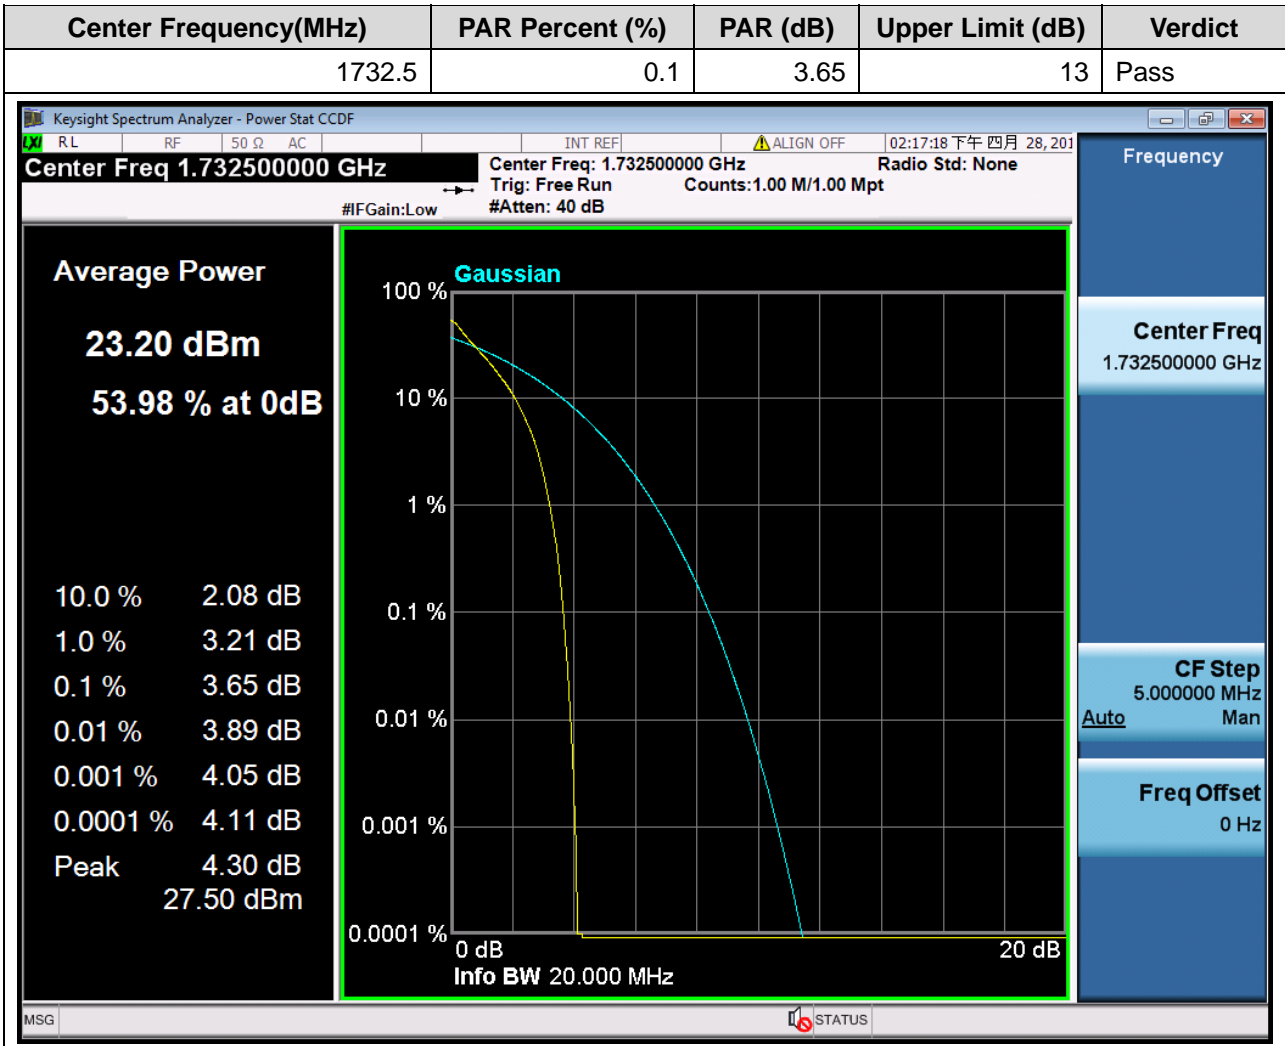 Center Frequency(MHz) PAR Percent (%) PAR (dB) Upper Limit (dB) Verdict
1732.5 0.1 3.65 13 Pass
Keysight Spectrum Analyzer - Power Stat CCDF
LXI RL RF 50 Ω AC INT REF ALIGN OFF 02:17:18 下午 四月 28, 201
Center Freq 1.732500000 GHz
Center Freq: 1.732500000 GHz Radio Std: None
Trig: Free Run Counts:1.00 M/1.00 Mpt
#IFGain:Low #Atten: 40 dB
Frequency
Average Power
23.20 dBm
53.98 % at 0dB
10.0 % 2.08 dB
1.0 % 3.21 dB
0.1 % 3.65 dB
0.01 % 3.89 dB
0.001 % 4.05 dB
0.0001 % 4.11 dB
Peak 4.30 dB
27.50 dBm
Gaussian
100 %
10 %
1 %
0.1 %
0.01 %
0.001 %
0.0001 %
0 dB 20 dB
Info BW 20.000 MHz
Center Freq
1.732500000 GHz
CF Step
5.000000 MHz
Auto Man
Freq Offset
0 Hz
MSG STATUS